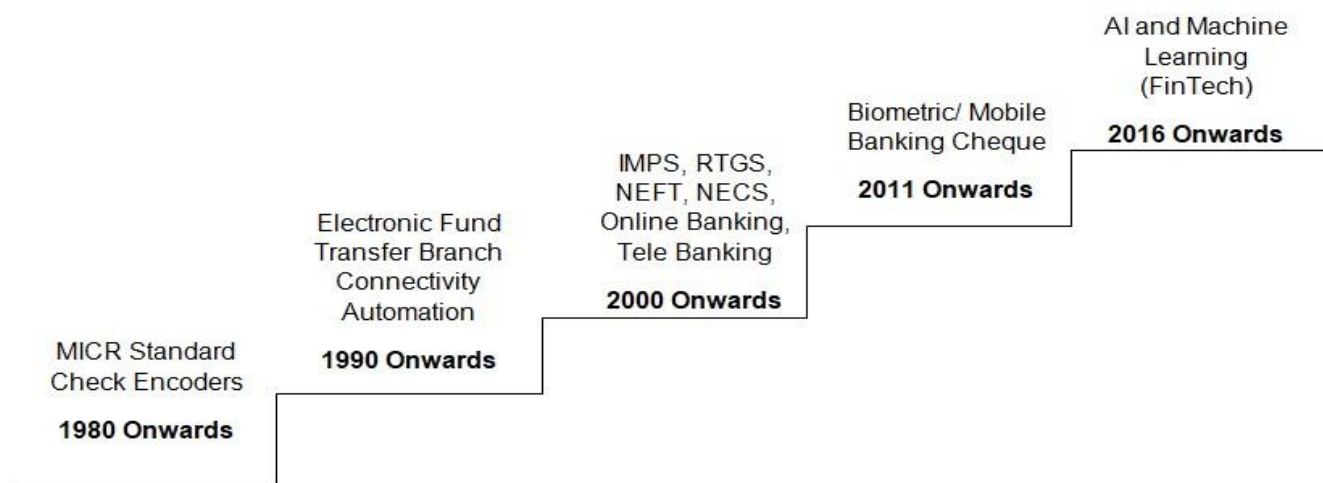 MICR Standard
Check Encoders
1980 Onwards
Electronic Fund
Transfer Branch
Connectivity
Automation
1990 Onwards
IMPS, RTGS,
NEFT, NECS,
Online Banking,
Tele Banking
2000 Onwards
Biometric/ Mobile
Banking Cheque
2011 Onwards
AI and Machine
Learning
(FinTech)
2016 Onwards